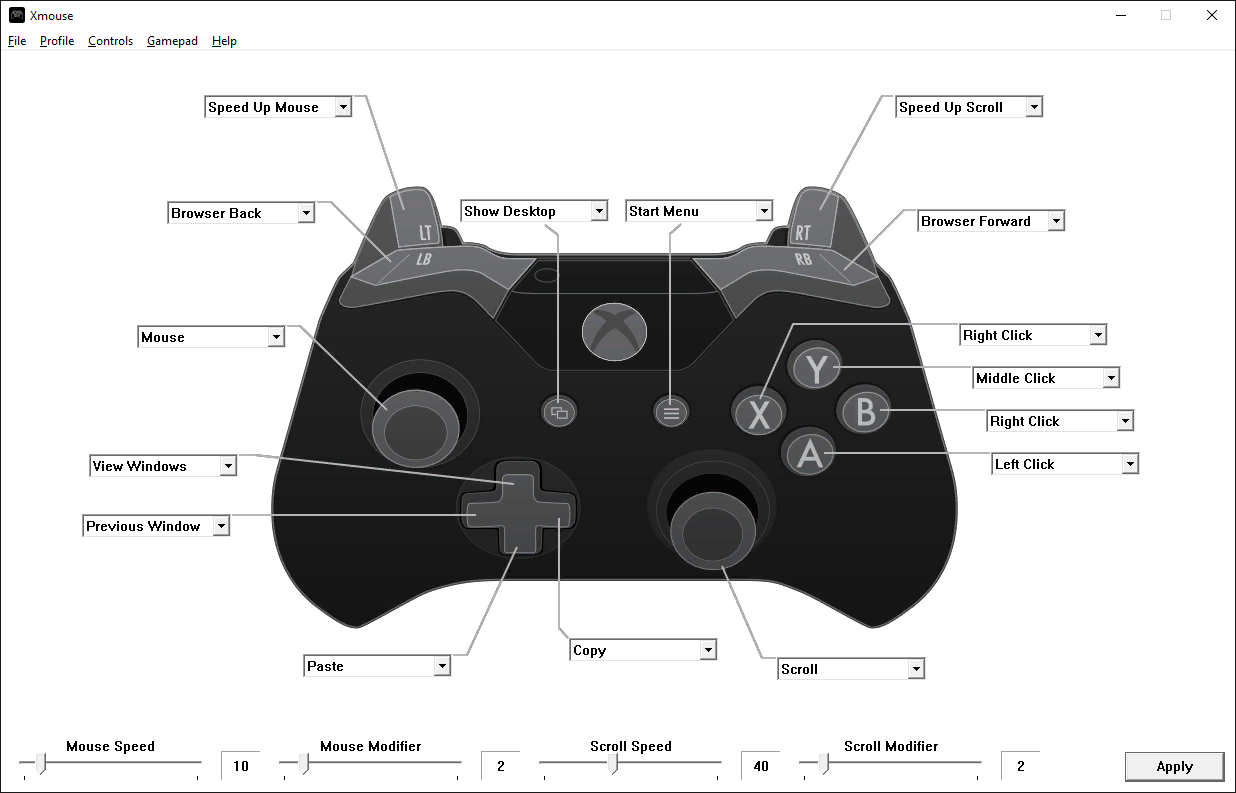 Xmouse
File Profile Controls Gamepad Help
Speed Up Mouse
Speed Up Scroll
Browser Back
Show Desktop
Start Menu
Browser Forward
LT
RT
LB
RB
Mouse
Right Click
Y
Middle Click
X
B
Right Click
A
Left Click
View Windows
Previous Window
Copy
Paste
Scroll
Mouse Speed
10
Mouse Modifier
2
Scroll Speed
40
Scroll Modifier
2
Apply